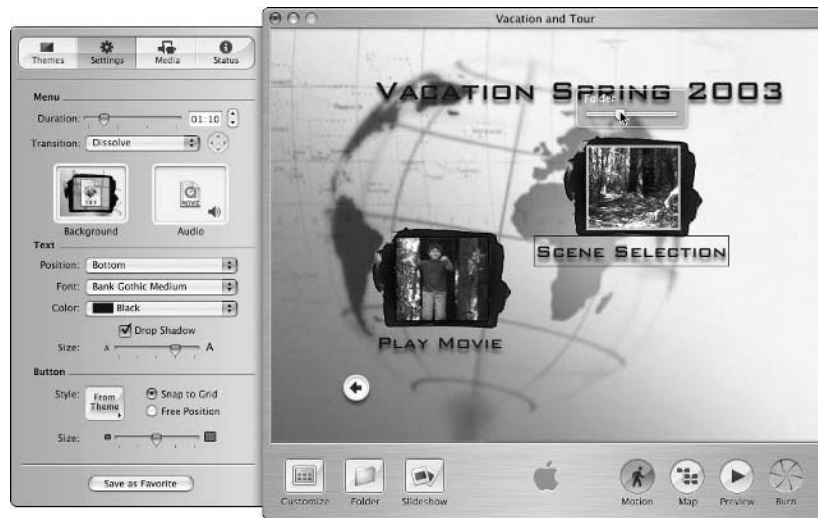 Vacation and Tour
Themes Settings Media Status
Menu
Duration: 01:10
Transition: Dissolve
TIFF
MOVIE
Background Audio
Text
Position: Bottom
Font: Bank Gothic Medium
Color: Black
Drop Shadow
Size: A A
Button
Style: From Theme
Snap to Grid
Free Position
Size:
Save as Favorite
Vacation Spring 2003
Folder
Scene Selection
Play Movie
Customize Folder Slideshow Motion Map Preview Burn